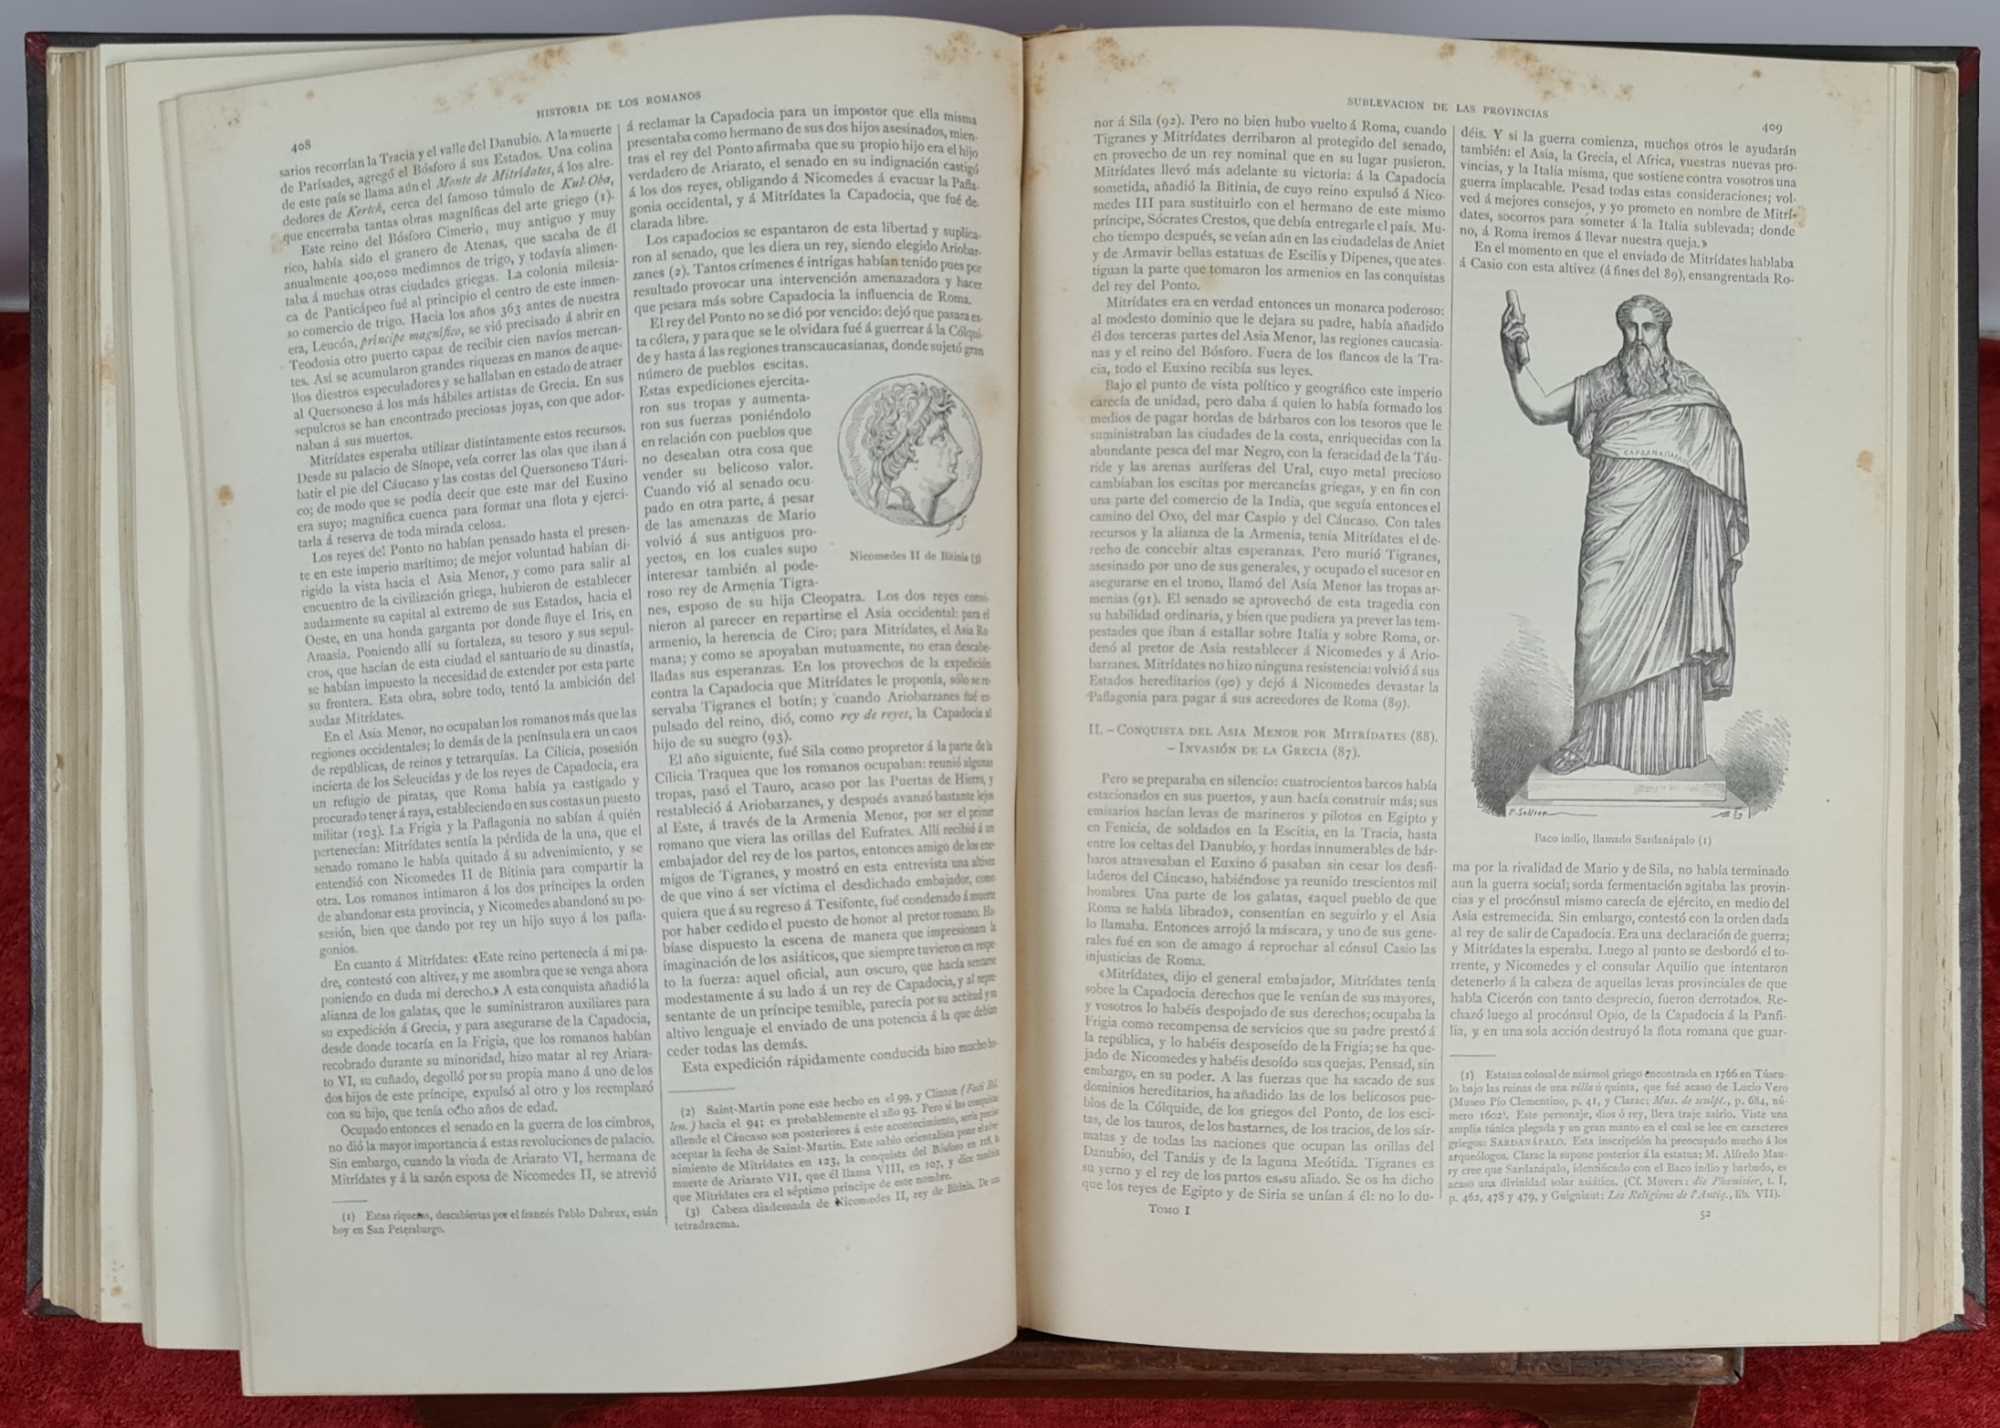 408
HISTORIA DE LOS ROMANOS
sarios recorrían la Tracia y el valle del Danubio. A la muerte
de Parísades, agregó el Bósforo á sus Estados. Una colina
de este país se llama aún el Monte de Mitrídates, á los alre-
dedores de Kertch, cerca del famoso túmulo de Kul-Oba,
que encerraba tantas obras magníficas del arte griego (1).
Este reino del Bósforo Cimerio, muy antiguo y muy
rico, había sido el granero de Atenas, que sacaba de él
anualmente 400,000 medimnos de trigo, y todavía alimen-
taba á muchas otras ciudades griegas. La colonia milesia-
ca de Panticápeo fué al principio el centro de este inmen-
so comercio de trigo. Hacia los años 363 antes de nuestra
era, Leucón, príncipe magnífico, se vió precisado á abrir en
Teodosia otro puerto capaz de recibir cien navíos mercan-
tes. Así se acumularon grandes riquezas en manos de aque-
llos diestros especuladores y se hallaban en estado de atraer
al Quersoneso á los más hábiles artistas de Grecia. En sus
sepulcros se han encontrado preciosas joyas, con que ador-
naban á sus muertos.
Mitrídates esperaba utilizar distintamente estos recursos.
Desde su palacio de Sínope, veía correr las olas que iban á
batir el pie del Cáucaso y las costas del Quersoneso Táuri-
co; de modo que se podía decir que este mar del Euxino
era suyo; magnífica cuenca para formar una flota y ejerci-
tarla á reserva de toda mirada celosa.
Los reyes del Ponto no habían pensado hasta el presen-
te en este imperio marítimo; de mejor voluntad habían di-
rigido la vista hacia el Asia Menor, y como para salir al
encuentro de la civilización griega, hubieron de establecer
audazmente su capital al extremo de sus Estados, hacia el
Oeste, en una honda garganta por donde fluye el Iris, en
Amasia. Poniendo allí su fortaleza, su tesoro y sus sepul-
cros, que hacían de esta ciudad el santuario de su dinastía,
se habían impuesto la necesidad de extender por esta parte
su frontera. Esta obra, sobre todo, tentó la ambición del
audaz Mitrídates.
En el Asia Menor, no ocupaban los romanos más que las
regiones occidentales; lo demás de la península era un caos
de repúblicas, de reinos y tetrarquías. La Cilicia, posesión
incierta de los Seleucidas y de los reyes de Capadocia, era
un refugio de piratas, que Roma había ya castigado y
procurado tener á raya, estableciendo en sus costas un puesto
militar (103). La Frigia y la Paflagonia no sabían á quién
pertenecían: Mitrídates sentía la pérdida de la una, que el
senado romano le había quitado á su advenimiento, y se
entendió con Nicomedes II de Bitinia para compartir la
otra. Los romanos intimaron á los dos príncipes la orden
de abandonar esta provincia, y Nicomedes abandonó su po-
sesión, bien que dando por rey un hijo suyo á los pafla-
gonios.
En cuanto á Mitrídates: «Este reino pertenecía á mi pa-
dre, contestó con altivez, y me asombra que se venga ahora
poniendo en duda mi derecho.» A esta conquista añadió la
alianza de los galatas, que le suministraron auxiliares para
su expedición á Grecia, y para asegurarse de la Capadocia,
desde donde tocaría en la Frigia, que los romanos habían
recobrado durante su minoridad, hizo matar al rey Ariara-
to VI, su cuñado, degolló por su propia mano á uno de los
dos hijos de este príncipe, expulsó al otro y los reemplazó
con su hijo, que tenía ocho años de edad.
Ocupado entonces el senado en la guerra de los cimbros,
no dió la mayor importancia á estas revoluciones de palacio.
Sin embargo, cuando la viuda de Ariarato VI, hermana de
Mitrídates y á la sazón esposa de Nicomedes II, se atrevió
(1) Estas riquezas, descubiertas por el francés Pablo Dubrux, están
hoy en San Petersburgo.
á reclamar la Capadocia para un impostor que ella misma
presentaba como hermano de sus dos hijos asesinados, mien-
tras el rey del Ponto afirmaba que su propio hijo era el hijo
verdadero de Ariarato, el senado en su indignación castigó
á los dos reyes, obligando á Nicomedes á evacuar la Pafla-
gonia occidental, y á Mitrídates la Capadocia, que fué de-
clarada libre.
Los capadocios se espantaron de esta libertad y suplica-
ron al senado, que les diera un rey, siendo elegido Ariobar-
zanes (2). Tantos crímenes é intrigas habían tenido pues por
resultado provocar una intervención amenazadora y hacer
que pesara más sobre Capadocia la influencia de Roma.
El rey del Ponto no se dió por vencido: dejó que pasara es-
ta cólera, y para que se le olvidara fué á guerrear á la Cólqui-
de y hasta á las regiones transcaucasianas, donde sujetó gran
número de pueblos escitas.
Estas expediciones ejercita-
ron sus tropas y aumenta-
ron sus fuerzas poniéndolo
en relación con pueblos que
no deseaban otra cosa que
vender su belicoso valor.
Cuando vió al senado ocu-
pado en otra parte, á pesar
de las amenazas de Mario
volvió á sus antiguos pro-
yectos, en los cuales supo
interesar también al pode-
roso rey de Armenia Tigra-
nes, esposo de su hija Cleopatra. Los dos reyes convi-
nieron al parecer en repartirse el Asia occidental: para el
armenio, la herencia de Ciro; para Mitrídates, el Asia Ro-
mana; y como se apoyaban mutuamente, no eran descabe-
lladas sus esperanzas. En los provechos de la expedición
contra la Capadocia que Mitrídates le proponía, sólo se re-
servaba Tigranes el botín; y cuando Ariobarzanes fué ex-
pulsado del reino, dió, como rey de reyes, la Capadocia al
hijo de su suegro (93).
El año siguiente, fué Sila como propretor á la parte de la
Cilicia Traquea que los romanos ocupaban: reunió algunas
tropas, pasó el Tauro, acaso por las Puertas de Hierro, y
restableció á Ariobarzanes, y después avanzó bastante lejos
al Este, á través de la Armenia Menor, por ser el primer
romano que viera las orillas del Eufrates. Allí recibió á un
embajador del rey de los partos, entonces amigo de los ene-
migos de Tigranes, y mostró en esta entrevista una altivez
de que vino á ser víctima el desdichado embajador, como
quiera que á su regreso á Tesifonte, fué condenado á muerte
por haber cedido el puesto de honor al pretor romano. Ha-
bíase dispuesto la escena de manera que impresionan la
imaginación de los asiáticos, que siempre tuvieron en respe-
to la fuerza: aquel oficial, aun oscuro, que hacía sentarse
modestamente á su lado á un rey de Capadocia, y al repre-
sentante de un príncipe temible, parecía por su actitud y su
altivo lenguaje el enviado de una potencia á la que debían
ceder todas las demás.
Esta expedición rápidamente conducida hizo mucho ho-
Nicomedes II de Bitinia (3)
(2) Saint-Martin pone este hecho en el 99, y Clinton (Fasti Hel-
len.) hacia el 94: es probablemente el año 93. Pero si las conquistas
allende el Cáucaso son posteriores á este acontecimiento, sería preciso
aceptar la fecha de Saint-Martin. Este sabio orientalista pone el adve-
nimiento de Mitrídates en 123, la conquista del Bósforo en 118, la
muerte de Ariarato VII, que él llama VIII, en 107, y dice también
que Mitrídates era el séptimo príncipe de este nombre.
(3) Cabeza diademada de Nicomedes II, rey de Bitinia. De un
tetradracma.
SUBLEVACION DE LAS PROVINCIAS
409
nor á Sila (92). Pero no bien hubo vuelto á Roma, cuando
Tigranes y Mitrídates derribaron al protegido del senado,
en provecho de un rey nominal que en su lugar pusieron.
Mitrídates llevó más adelante su victoria: á la Capadocia
sometida, añadió la Bitinia, de cuyo reino expulsó á Nico-
medes III para sustituirlo con el hermano de este mismo
príncipe, Sócrates Crestos, que debía entregarle el país. Mu-
cho tiempo después, se veían aún en las ciudadelas de Aniet
y de Armavir bellas estatuas de Escilis y Dipenes, que ates-
tiguan la parte que tomaron los armenios en las conquistas
del rey del Ponto.
Mitrídates era en verdad entonces un monarca poderoso:
al modesto dominio que le dejara su padre, había añadido
él dos terceras partes del Asia Menor, las regiones caucasia-
nas y el reino del Bósforo. Fuera de los flancos de la Tra-
cia, todo el Euxino recibía sus leyes.
Bajo el punto de vista político y geográfico este imperio
carecía de unidad, pero daba á quien lo había formado los
medios de pagar hordas de bárbaros con los tesoros que le
suministraban las ciudades de la costa, enriquecidas con la
abundante pesca del mar Negro, con la feracidad de la Táu-
ride y las arenas auríferas del Ural, cuyo metal precioso
cambiaban los escitas por mercancías griegas, y en fin con
una parte del comercio de la India, que seguía entonces el
camino del Oxo, del mar Caspio y del Cáucaso. Con tales
recursos y la alianza de la Armenia, tenía Mitrídates el de-
recho de concebir altas esperanzas. Pero murió Tigranes,
asesinado por uno de sus generales, y ocupado el sucesor en
asegurarse en el trono, llamó del Asia Menor las tropas ar-
menias (91). El senado se aprovechó de esta tragedia con
su habilidad ordinaria, y bien que pudiera ya prever las tem-
pestades que iban á estallar sobre Italia y sobre Roma, or-
denó al pretor de Asia restablecer á Nicomedes y á Ario-
barzanes. Mitrídates no hizo ninguna resistencia: volvió á sus
Estados hereditarios (90) y dejó á Nicomedes devastar la
Paflagonia para pagar á sus acreedores de Roma (89).
II. – CONQUISTA DEL ASIA MENOR POR MITRÍDATES (88).
– INVASIÓN DE LA GRECIA (87).
Pero se preparaba en silencio: cuatrocientos barcos había
estacionados en sus puertos, y aun hacía construir más; sus
emisarios hacían levas de marineros y pilotos en Egipto y
en Fenicia, de soldados en la Escitia, en la Tracia, hasta
entre los celtas del Danubio, y hordas innumerables de bár-
baros atravesaban el Euxino ó pasaban sin cesar los desfi-
laderos del Cáucaso, habiéndose ya reunido trescientos mil
hombres. Una parte de los galatas, «aquel pueblo de que
Roma se había librado», consentían en seguirlo y el Asia
lo llamaba. Entonces arrojó la máscara, y uno de sus gene-
rales fué en son de amago á reprochar al cónsul Casio las
injusticias de Roma.
«Mitrídates, dijo el general embajador, Mitrídates tenía
sobre la Capadocia derechos que le venían de sus mayores,
y vosotros lo habéis despojado de sus derechos; ocupaba la
Frigia como recompensa de servicios que su padre prestó á
la república, y lo habéis desposeído de la Frigia; se ha que-
jado de Nicomedes y habéis desoído sus quejas. Pensad, sin
embargo, en su poder. A las fuerzas que ha sacado de sus
dominios hereditarios, ha añadido las de los belicosos pue-
blos de la Cólquide, de los griegos del Ponto, de los esci-
tas, de los tauros, de los bastarnes, de los tracios, de los sár-
matas y de todas las naciones que ocupan las orillas del
Danubio, del Tanáis y de la laguna Meótida. Tigranes es
su yerno y el rey de los partos es su aliado. Se os ha dicho
que los reyes de Egipto y de Siria se unían á él: no lo du-
TOMO I
déis. Y si la guerra comienza, muchos otros le ayudarán
también: el Asia, la Grecia, el Africa, vuestras nuevas pro-
vincias, y la Italia misma, que sostiene contra vosotros una
guerra implacable. Pesad todas estas consideraciones; vol-
ved á mejores consejos, y yo prometo en nombre de Mitrí-
dates, socorros para someter á la Italia sublevada; donde
no, á Roma iremos á llevar nuestra queja.»
En el momento en que el enviado de Mitrídates hablaba
á Casio con esta altivez (á fines del 89), ensangrentada Ro-
Baco indio, llamado Sardanápalo (1)
ma por la rivalidad de Mario y de Sila, no había terminado
aun la guerra social; sorda fermentación agitaba las provin-
cias y el procónsul mismo carecía de ejército, en medio del
Asia estremecida. Sin embargo, contestó con la orden dada
al rey de salir de Capadocia. Era una declaración de guerra;
y Mitrídates la esperaba. Luego al punto se desbordó el to-
rrente, y Nicomedes y el consular Aquilio que intentaron
detenerlo á la cabeza de aquellas levas provinciales de que
habla Cicerón con tanto desprecio, fueron derrotados. Re-
chazó luego al procónsul Opio, de la Capadocia á la Panfi-
lia, y en una sola acción destruyó la flota romana que guar-
(1) Estatua colosal de mármol griego encontrada en 1766 en Túscu-
lo bajo las ruinas de una villa ó quinta, que fué acaso de Lucio Vero
(Museo Pío Clementino, p. 41, y Clarac; Mus. de sculpt., p. 684, nú-
mero 1602). Este personaje, dios ó rey, lleva traje asirio. Viste una
amplia túnica plegada y un gran manto en el cual se lee en caracteres
griegos: SARDANÁPALO. Esta inscripción ha preocupado mucho á los
arqueólogos. Clarac la supone posterior á la estatua; M. Alfredo Mau-
ry cree que Sardanápalo, identificado con el Baco indio y barbudo, es
acaso una divinidad solar asiática. (Cf. Movers: die Phœnizier, t. I,
p. 462, 478 y 479, y Guigniaut: Les Religions de l'Antiq., lib. VII).
52